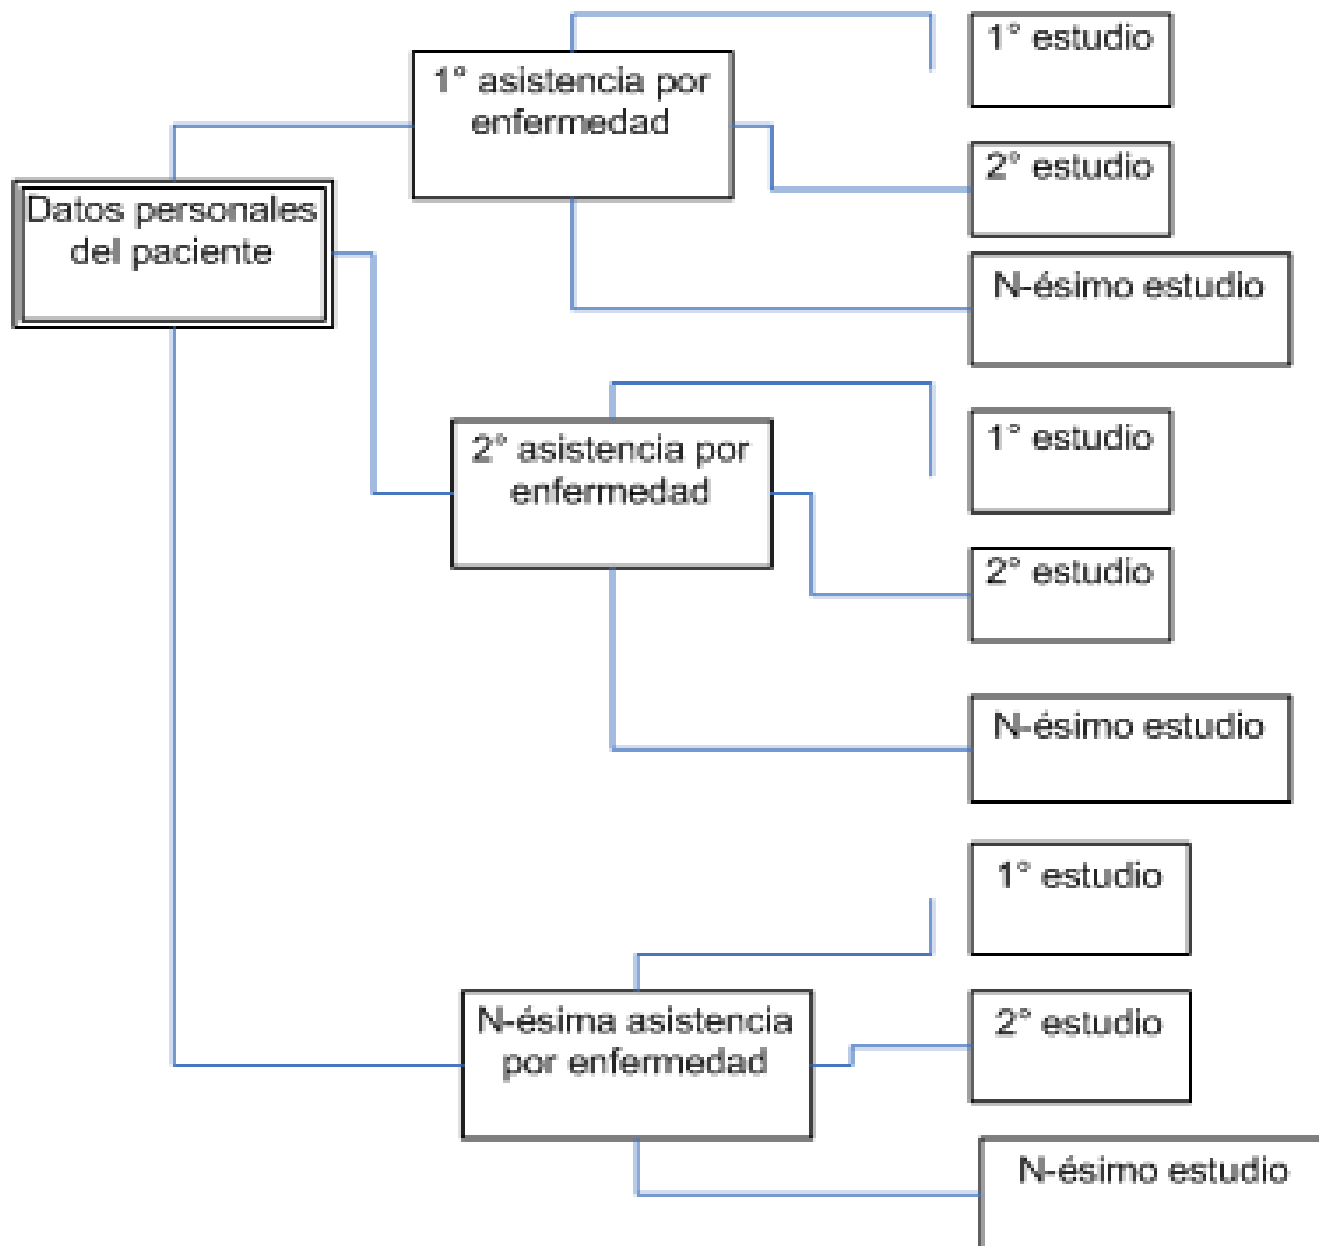 1° estudio
1° asistencia por
enfermedad
2° estudio
Datos personales
del paciente
N-ésimo estudio
1° estudio
2° asistencia por
enfermedad
2° estudio
N-ésimo estudio
1° estudio
N-ésima asistencia
por enfermedad
2° estudio
N-ésimo estudio